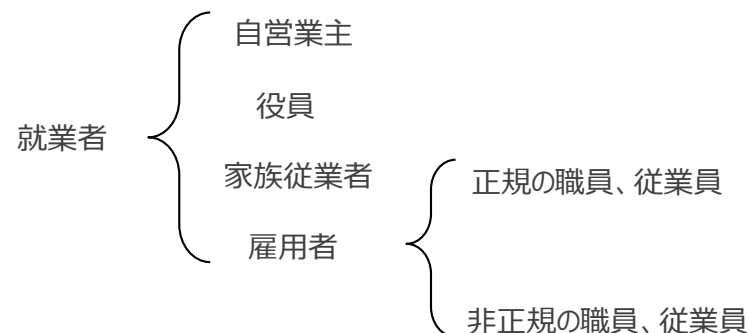 自営業主
役員
就業者
家族従業者
正規の職員、従業員
雇用者
非正規の職員、従業員